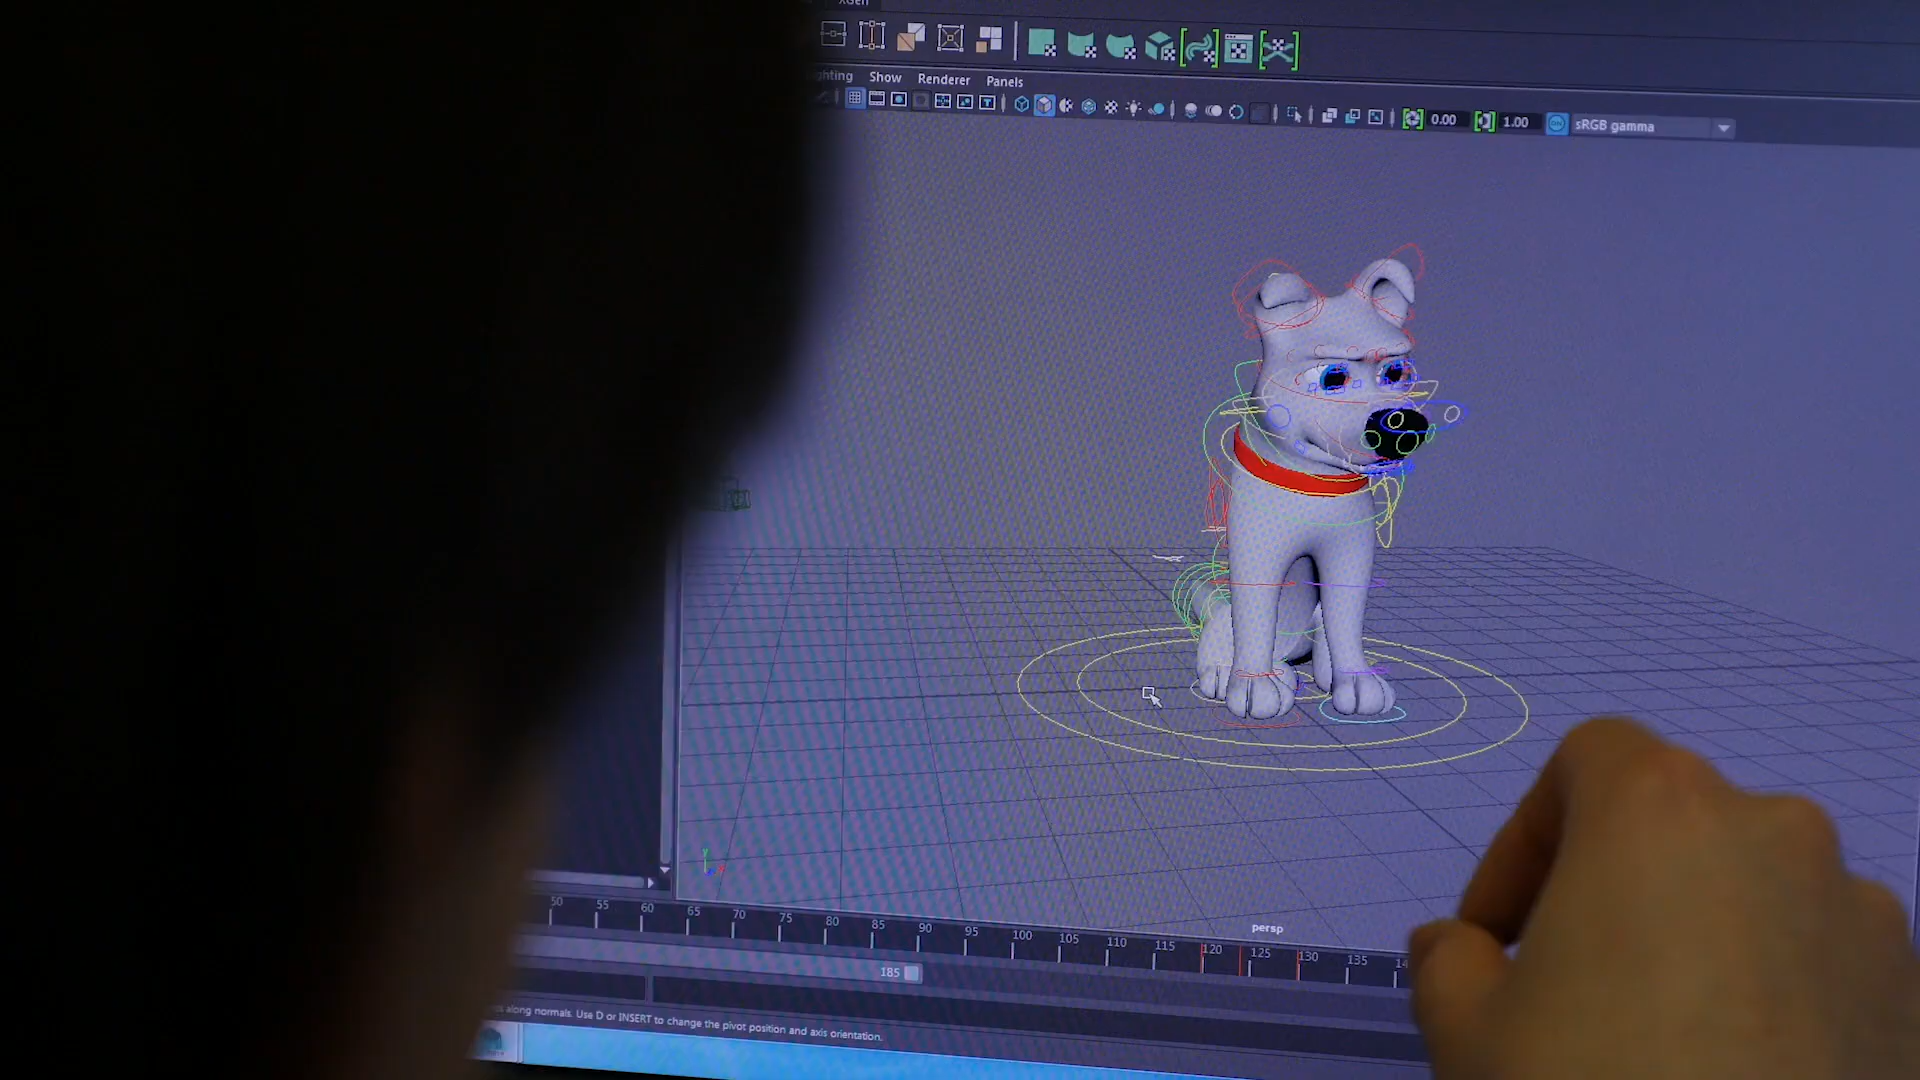 XGen
Show Renderer Panels
0.00 1.00 sRGB gamma
persp
50 55 60 65 70 75 80 85 90 95 100 105 110 115 120 125 130 135
185
along normals. Use D or INSERT to change the pivot position and axis orientation.